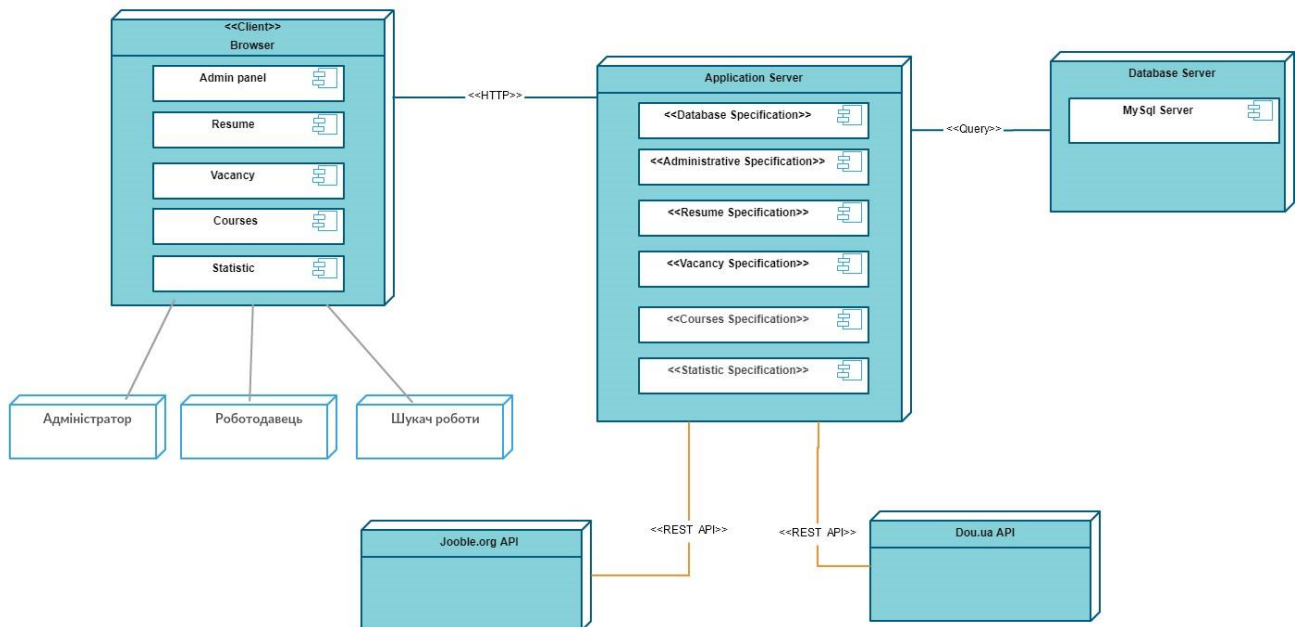 <<Client>>
Browser
Admin panel
Resume
Vacancy
Courses
Statistic
<<HTTP>>
Application Server
<<Database Specification>>
<<Administrative Specification>>
<<Resume Specification>>
<<Vacancy Specification>>
<<Courses Specification>>
<<Statistic Specification>>
<<Query>>
Database Server
MySql Server
Адміністратор
Роботодавець
Шукач роботи
<<REST API>>
<<REST API>>
Jooble.org API
Dou.ua API